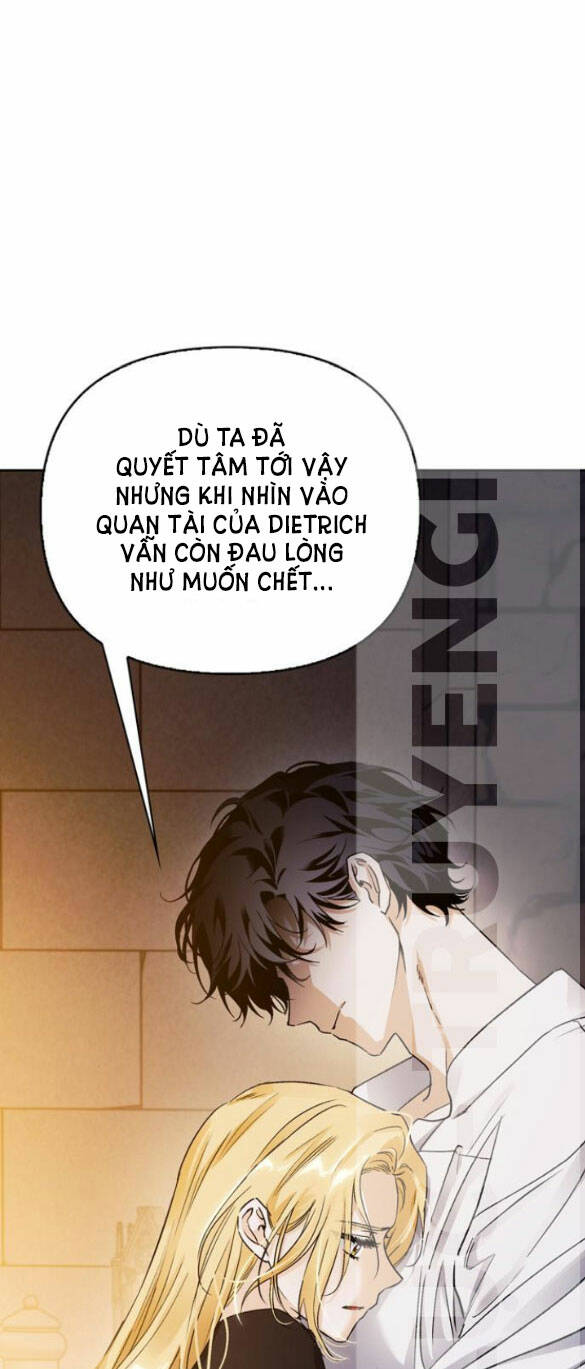 DÙ TA ĐÃ
QUYẾT TÂM TỚI VẬY
NHƯNG KHI NHÌN VÀO
QUAN TÀI CỦA DIETRICH
VẪN CÒN ĐAU LÒNG
NHƯ MUỐN CHẾT...
TRUYENGI